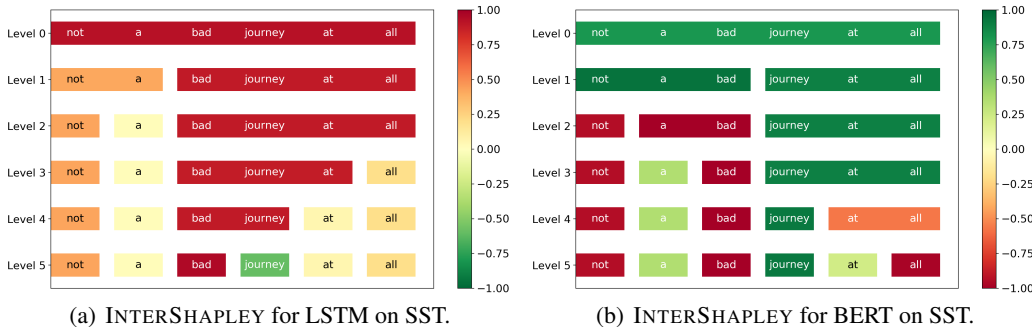 Level 0 not a bad journey at all
Level 1 not a bad journey at all
Level 2 not a bad journey at all
Level 3 not a bad journey at all
Level 4 not a bad journey at all
Level 5 not a bad journey at all
1.00
0.75
0.50
0.25
0.00
−0.25
−0.50
−0.75
−1.00
(a) INTERSHAPLEY for LSTM on SST.
Level 0 not a bad journey at all
Level 1 not a bad journey at all
Level 2 not a bad journey at all
Level 3 not a bad journey at all
Level 4 not a bad journey at all
Level 5 not a bad journey at all
1.00
0.75
0.50
0.25
0.00
−0.25
−0.50
−0.75
−1.00
(b) INTERSHAPLEY for BERT on SST.